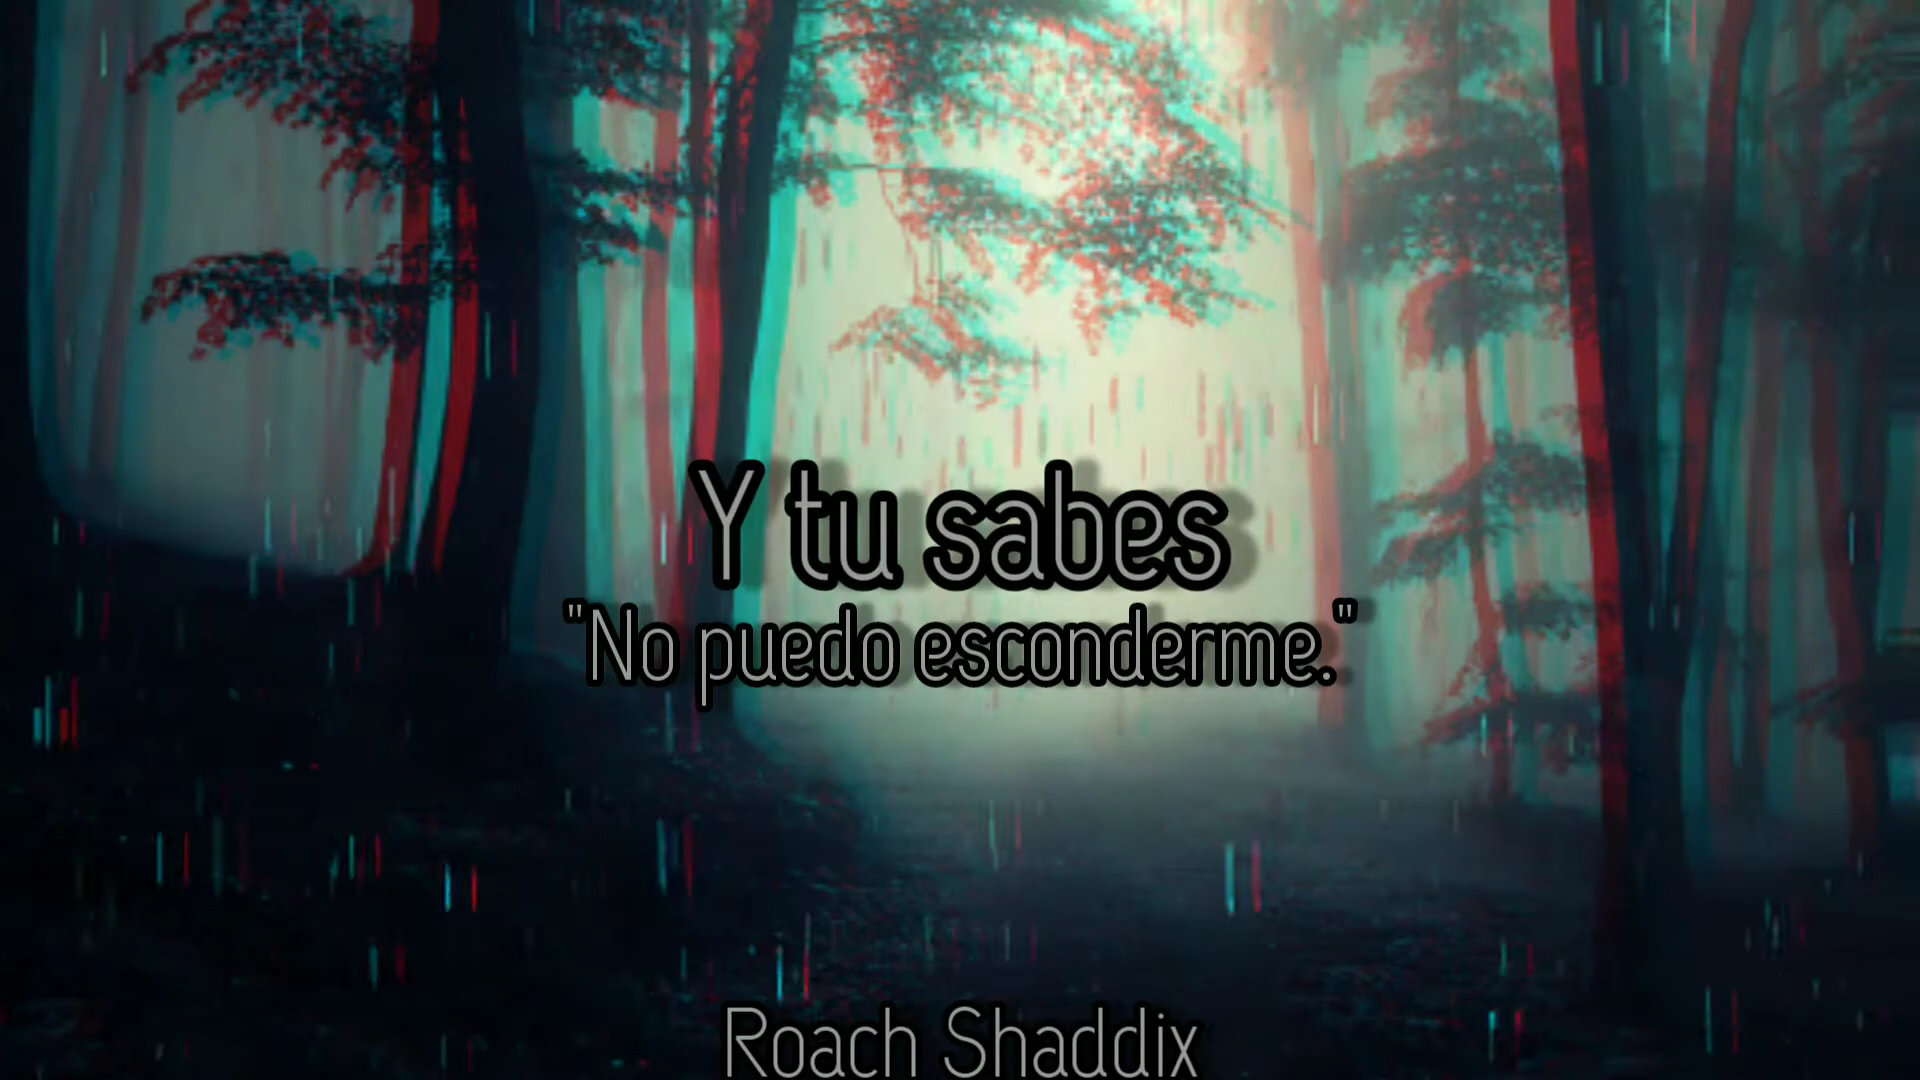 Y tu sabes
"No puedo esconderme."
Roach Shaddix